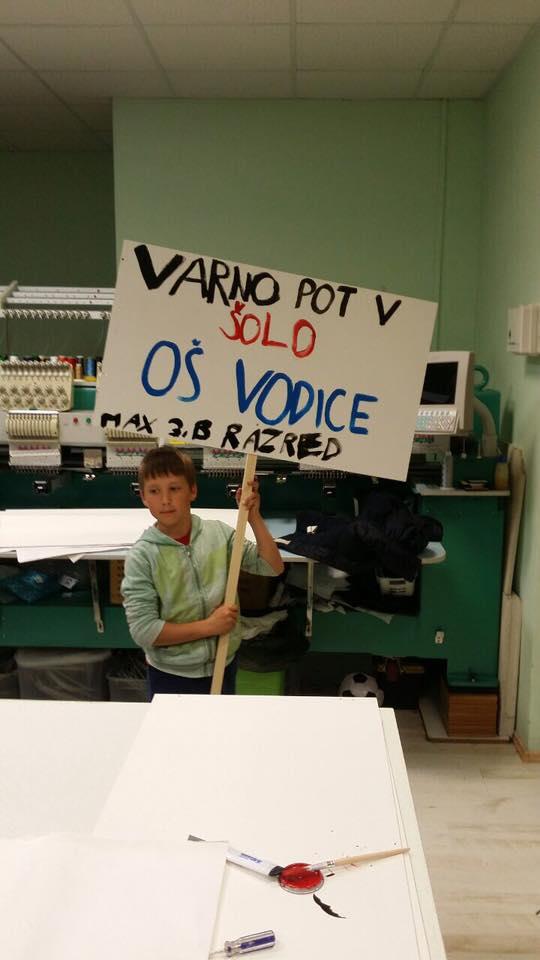 VARNO POT V
ŠOLO
OŠ VODICE
MAX 3.B RAZRED